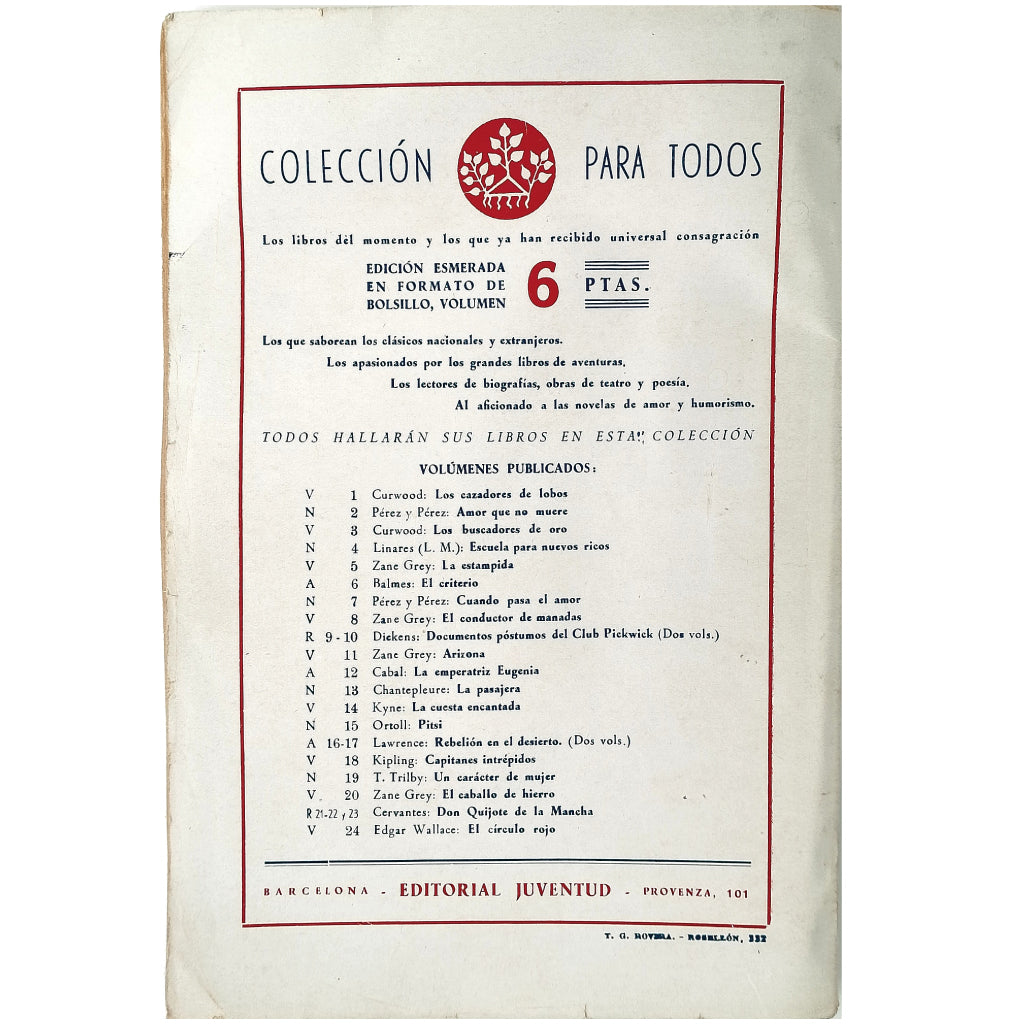 COLECCIÓN PARA TODOS
Los libros del momento y los que ya han recibido universal consagración
EDICIÓN ESMERADA
EN FORMATO DE
BOLSILLO, VOLUMEN
6
PTAS.
Los que saborean los clásicos nacionales y extranjeros.
Los apasionados por los grandes libros de aventuras.
Los lectores de biografías, obras de teatro y poesía.
Al aficionado a las novelas de amor y humorismo.
TODOS HALLARÁN SUS LIBROS EN ESTA COLECCIÓN
VOLÚMENES PUBLICADOS:
V 1 Curwood: Los cazadores de lobos
N 2 Pérez y Pérez: Amor que no muere
V 3 Curwood: Los buscadores de oro
N 4 Linares (L. M.): Escuela para nuevos ricos
V 5 Zane Grey: La estampida
A 6 Balmes: El criterio
N 7 Pérez y Pérez: Cuando pasa el amor
V 8 Zane Grey: El conductor de manadas
R 9-10 Dickens: Documentos póstumos del Club Pickwick (Dos vols.)
V 11 Zane Grey: Arizona
A 12 Cabal: La emperatriz Eugenia
N 13 Chantepleure: La pasajera
V 14 Kyne: La cuesta encantada
N 15 Ortoll: Pitsi
A 16-17 Lawrence: Rebelión en el desierto. (Dos vols.)
V 18 Kipling: Capitanes intrépidos
N 19 T. Trilby: Un carácter de mujer
V 20 Zane Grey: El caballo de hierro
R 21-22 y 23 Cervantes: Don Quijote de la Mancha
V 24 Edgar Wallace: El círculo rojo
BARCELONA - EDITORIAL JUVENTUD - PROVENZA, 101
T. G. ROVIRA. - ROSELLÓN, 332